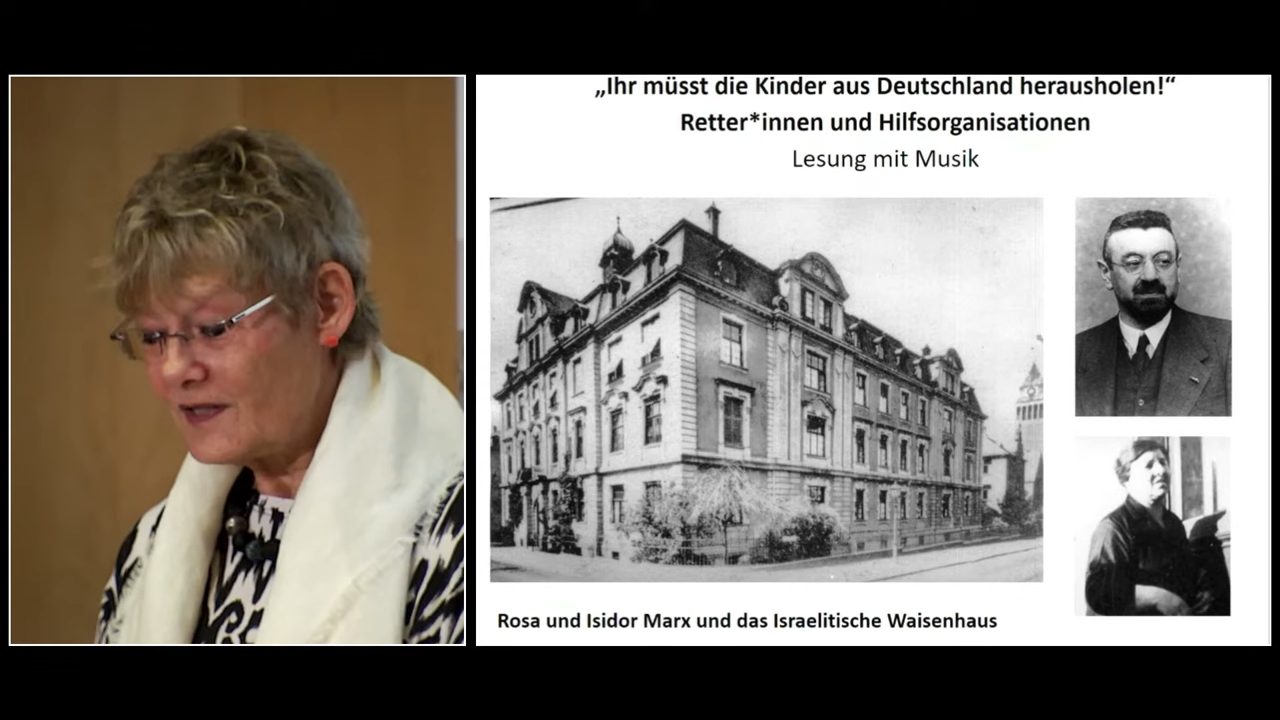 „Ihr müsst die Kinder aus Deutschland herausholen!“
Retter*innen und Hilfsorganisationen
Lesung mit Musik
Rosa und Isidor Marx und das Israelitische Waisenhaus